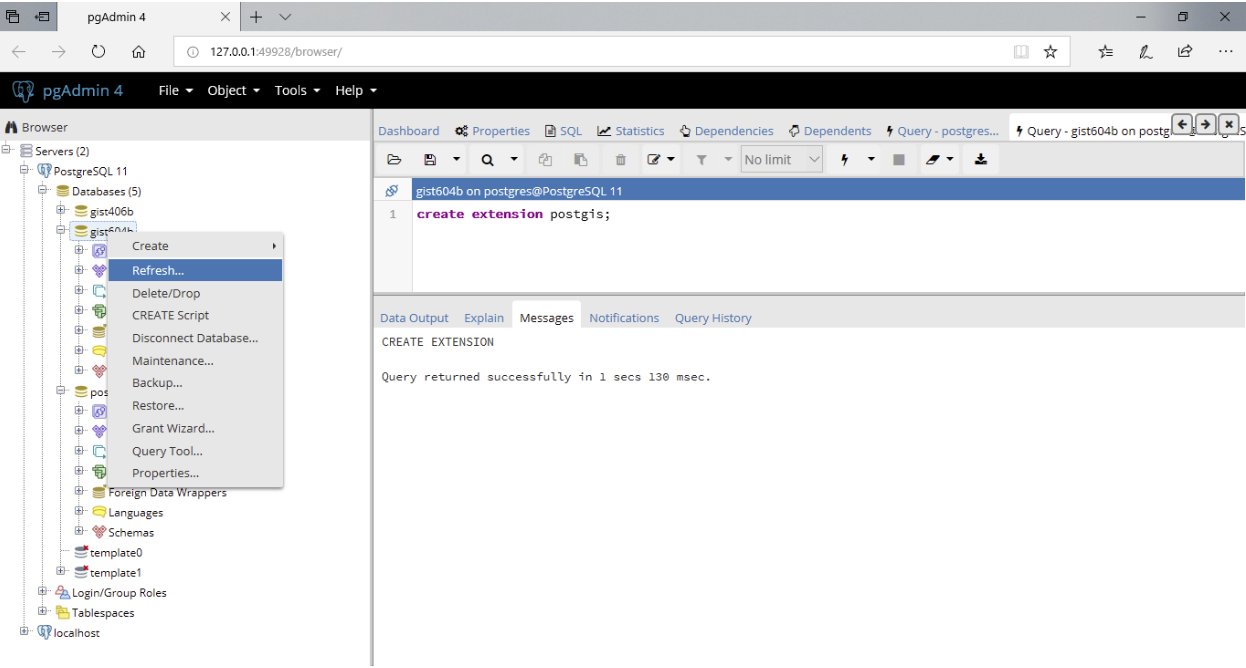 pgAdmin 4
127.0.0.1:49928/browser/
pgAdmin 4 File Object Tools Help
Browser
Servers (2)
PostgreSQL 11
Databases (5)
gist406b
gist604b
Create
Refresh...
Delete/Drop
CREATE Script
Disconnect Database...
Maintenance...
Backup...
Restore...
Grant Wizard...
Query Tool...
Properties...
pos
Foreign Data Wrappers
Languages
Schemas
template0
template1
Login/Group Roles
Tablespaces
localhost
Dashboard Properties SQL Statistics Dependencies Dependents Query - postgres... Query - gist604b on postg
No limit
gist604b on postgres@PostgreSQL 11
1 create extension postgis;
Data Output Explain Messages Notifications Query History
CREATE EXTENSION
Query returned successfully in 1 secs 130 msec.